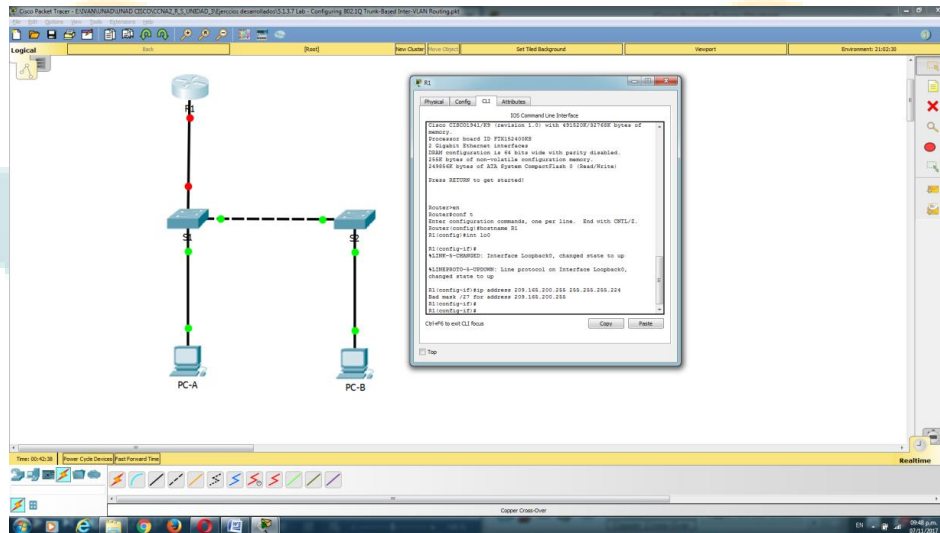 Cisco Packet Tracer - E:\IVAN\UNAD\UNAD CISCO\CCNA2_R_S_UNIDAD_3\Ejercicios desarrollados\5.1.3.7 Lab - Configuring 802.1Q Trunk-Based Inter-VLAN Routing.pkt
File Edit Options View Tools Extensions Help
Logical Back [Root] New Cluster Move Object Set Tiled Background Viewport Environment: 21:02:30
R1
S1
S2
PC-A
PC-B
R1
Physical Config CLI Attributes
IOS Command Line Interface
Cisco CISCO1941/K9 (revision 1.0) with 491520K/32768K bytes of
memory.
Processor board ID FTX152400KS
2 Gigabit Ethernet interfaces
DRAM configuration is 64 bits wide with parity disabled.
255K bytes of non-volatile configuration memory.
249856K bytes of ATA System CompactFlash 0 (Read/Write)
Press RETURN to get started!
Router>en
Router#conf t
Enter configuration commands, one per line. End with CNTL/Z.
Router(config)#hostname R1
R1(config)#int lo0
R1(config-if)#
%LINK-5-CHANGED: Interface Loopback0, changed state to up
%LINEPROTO-5-UPDOWN: Line protocol on Interface Loopback0,
changed state to up
R1(config-if)#ip address 209.165.200.255 255.255.255.224
Bad mask /27 for address 209.165.200.255
R1(config-if)#
R1(config-if)#
Ctrl+F6 to exit CLI focus Copy Paste
Top
Time: 00:42:38 Power Cycle Devices Fast Forward Time Realtime
Copper Cross-Over
EN 09:48 p.m.
07/11/2017